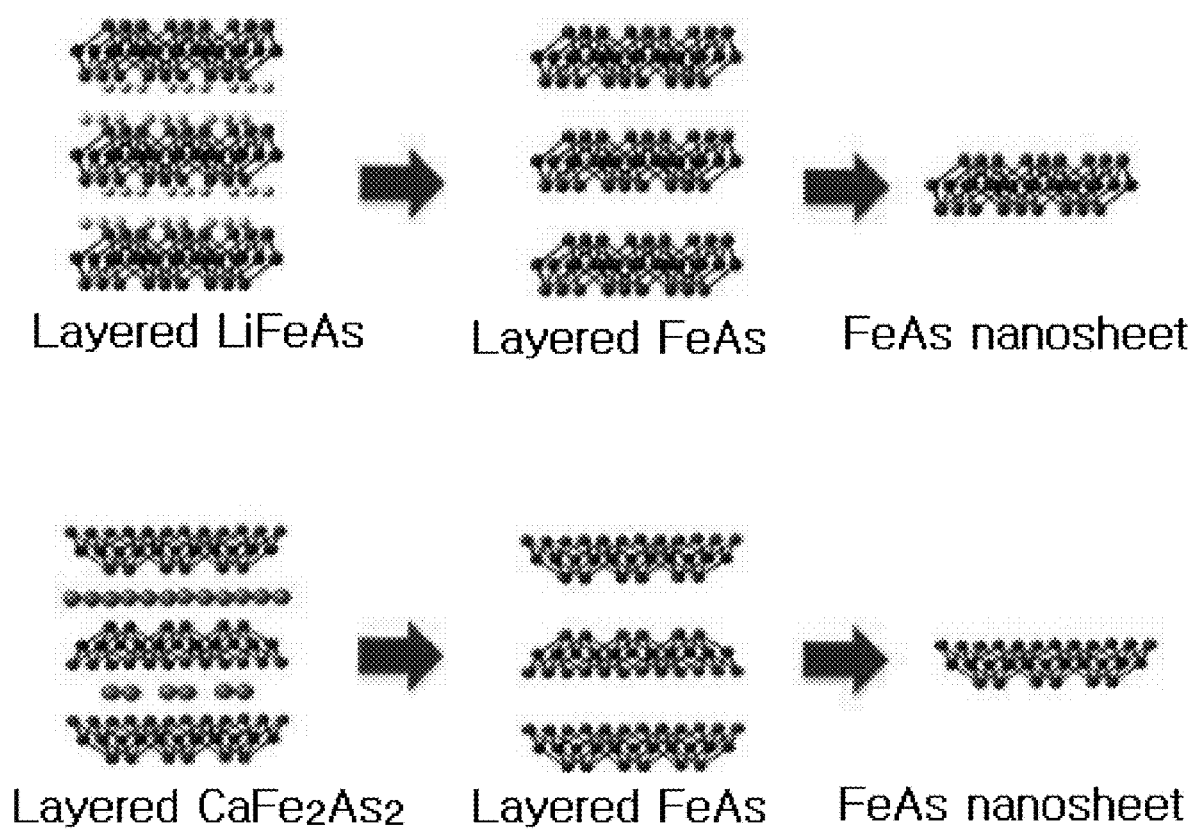 Layered LiFeAs
Layered FeAs
FeAs nanosheet
Layered CaFe₂As₂
Layered FeAs
FeAs nanosheet